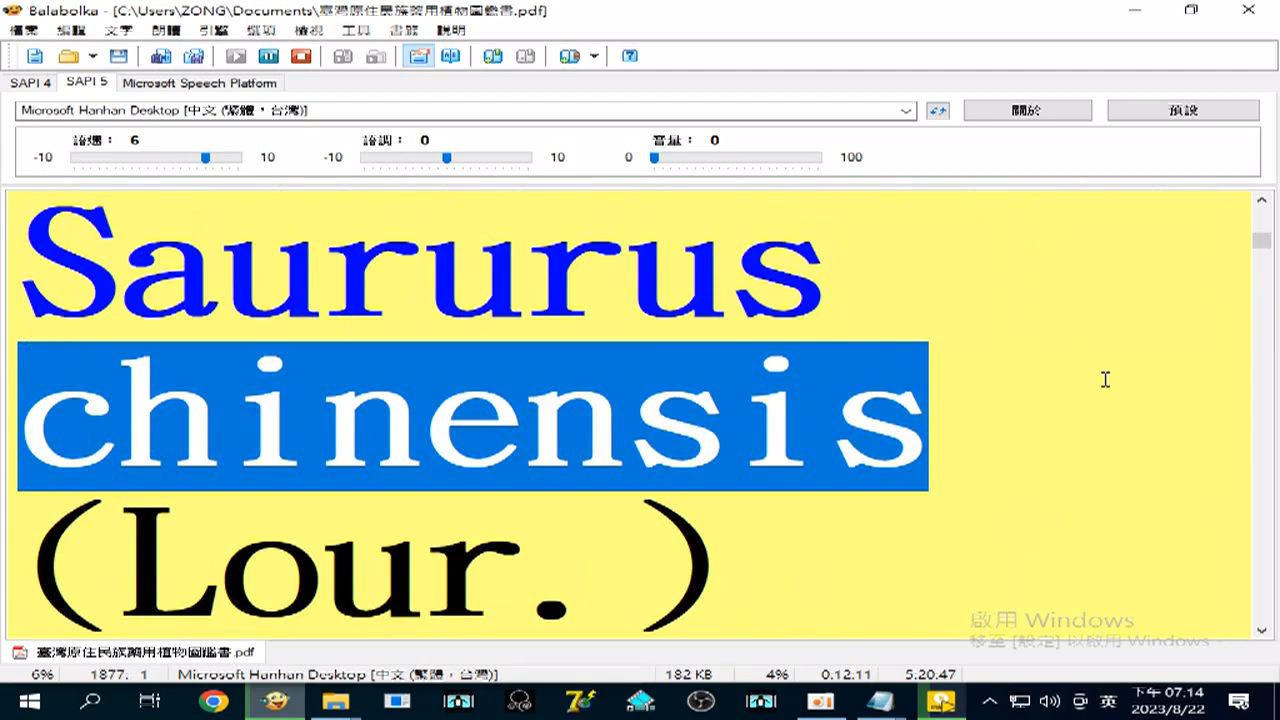 Balabolka - [C:\Users\ZONG\Documents\臺灣原住民族藥用植物圖鑑書.pdf]
檔案 編輯 文字 朗讀 引擎 選項 檢視 工具 書籤 說明
SAPI 4 SAPI 5 Microsoft Speech Platform
Microsoft Hanhan Desktop [中文 (繁體，台灣)] 關於 預設
語速： 6 語調： 0 音量： 0
-10 10 -10 10 0 100
Saururus
chinensis
(Lour.)
啟用 Windows
移至 [設定] 以啟用 Windows。
臺灣原住民族藥用植物圖鑑書.pdf
6% 1877: 1 Microsoft Hanhan Desktop [中文 (繁體，台灣)] 182 KB 4% 0:12:11 5:20:47
英 下午 07:14
2023/8/22